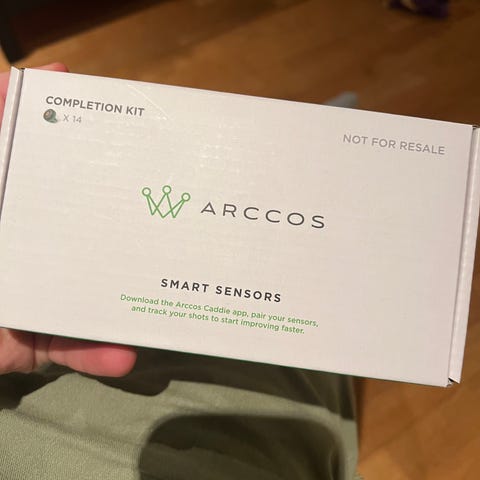 COMPLETION KIT
X 14
NOT FOR RESALE
ARCCOS
SMART SENSORS
Download the Arccos Caddie app, pair your sensors,
and track your shots to start improving faster.